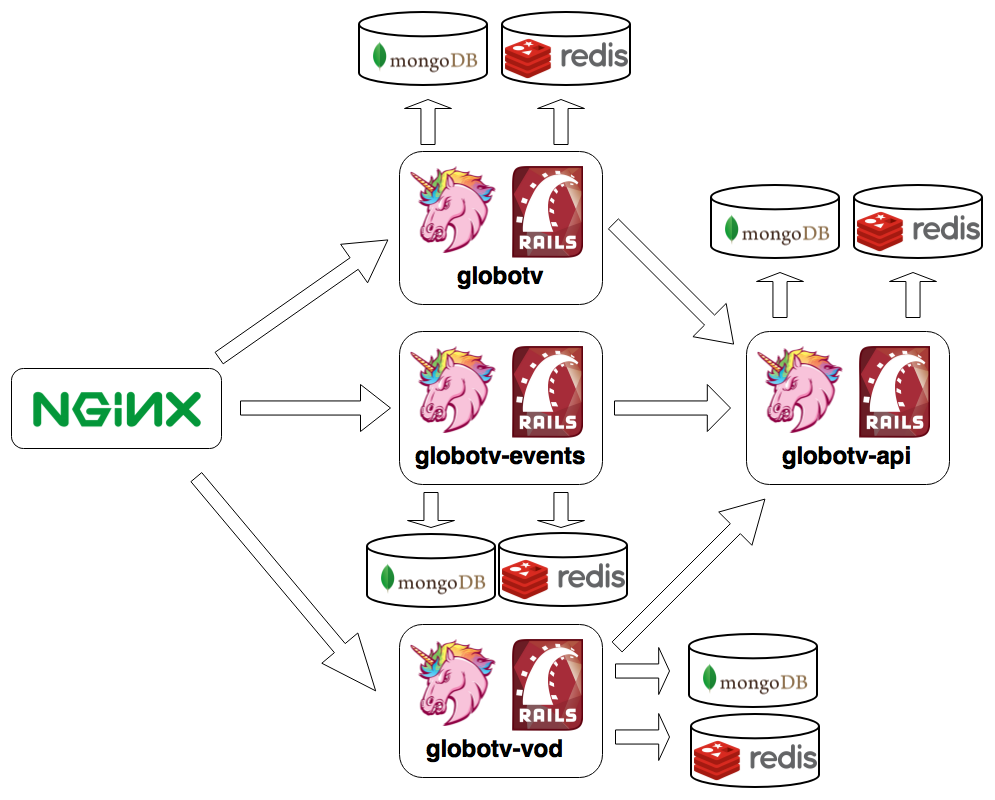 mongoDB
redis
RAILS
globotv
mongoDB
redis
NGiNX
RAILS
globotv-events
RAILS
globotv-api
mongoDB
redis
RAILS
globotv-vod
mongoDB
redis